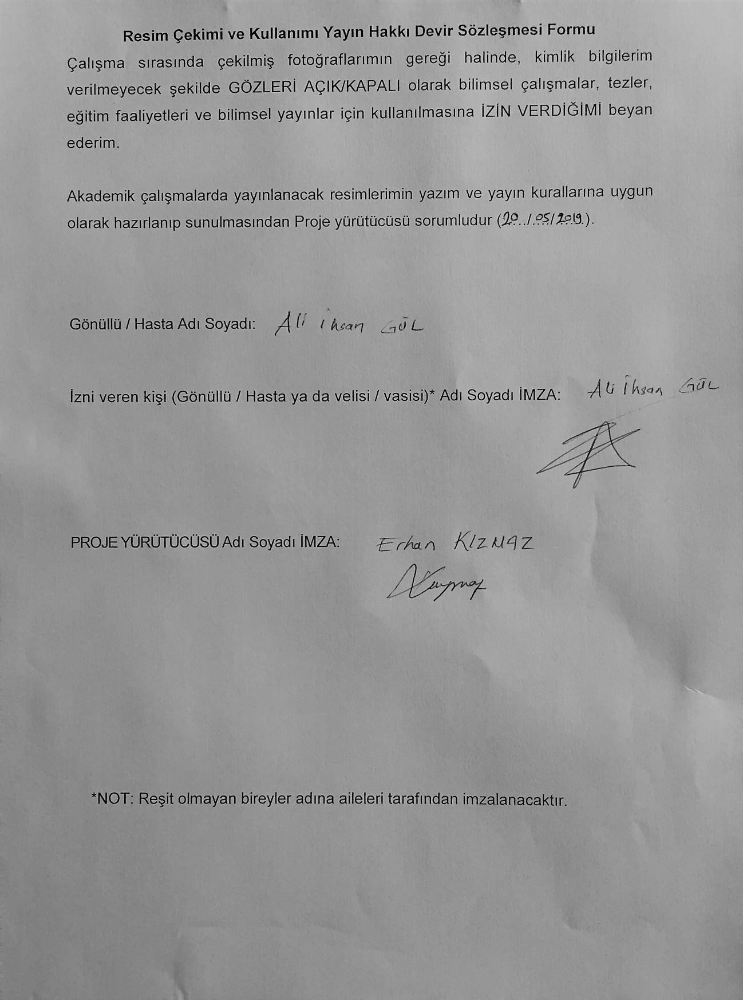 Resim Çekimi ve Kullanımı Yayın Hakkı Devir Sözleşmesi Formu
Çalışma sırasında çekilmiş fotoğraflarımın gereği halinde, kimlik bilgilerim
verilmeyecek şekilde GÖZLERİ AÇIK/KAPALI olarak bilimsel çalışmalar, tezler,
eğitim faaliyetleri ve bilimsel yayınlar için kullanılmasına İZİN VERDİĞİMİ beyan
ederim.
Akademik çalışmalarda yayınlanacak resimlerimin yazım ve yayın kurallarına uygun
olarak hazırlanıp sunulmasından Proje yürütücüsü sorumludur (20../.05/2019.).
Gönüllü / Hasta Adı Soyadı: Ali ihsan GÜL
İzni veren kişi (Gönüllü / Hasta ya da velisi / vasisi)* Adı Soyadı İMZA: Ali İhsan GÜL
PROJE YÜRÜTÜCÜSÜ Adı Soyadı İMZA: Erhan KIZMAZ
*NOT: Reşit olmayan bireyler adına aileleri tarafından imzalanacaktır.